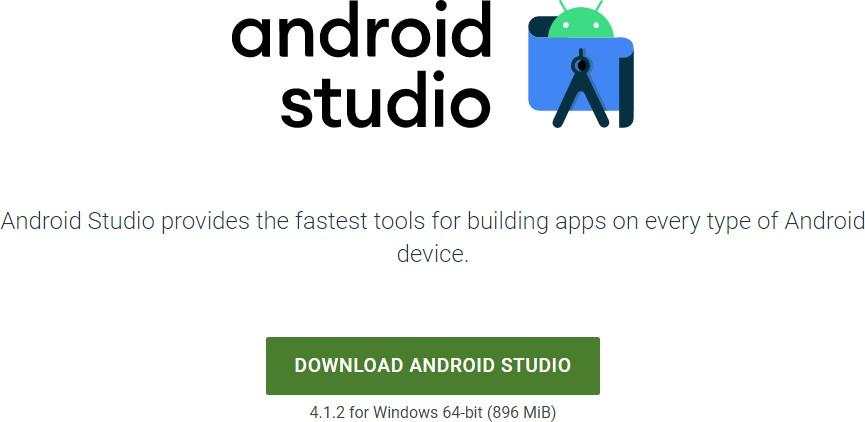 android
studio
Android Studio provides the fastest tools for building apps on every type of Android
device.
DOWNLOAD ANDROID STUDIO
4.1.2 for Windows 64-bit (896 MiB)